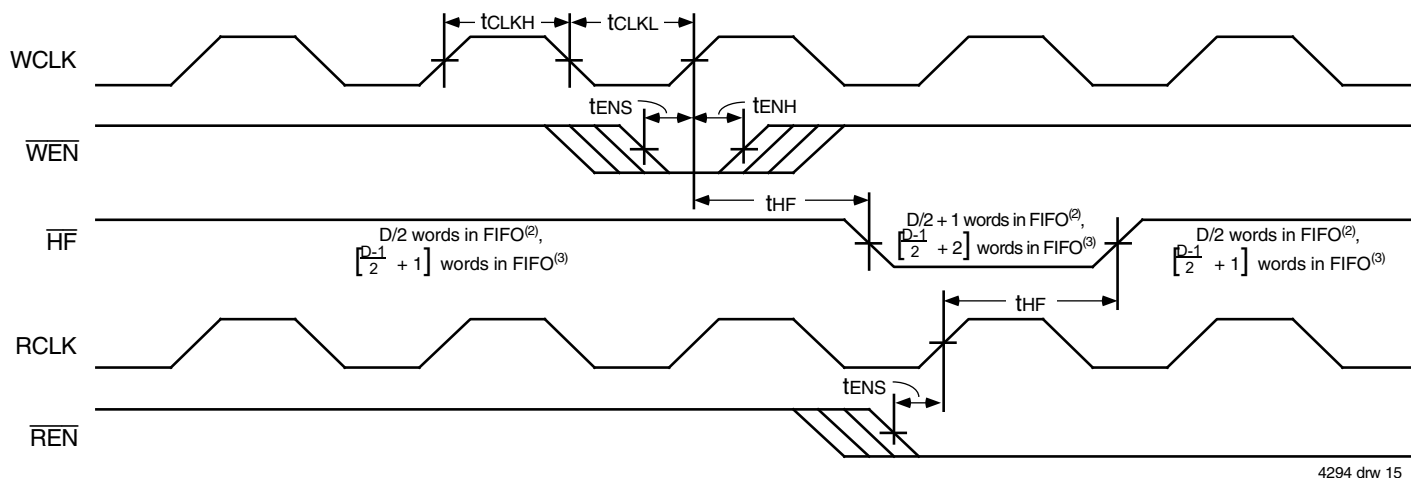 tCLKH
tCLKL
WCLK
tENS
tENH
WEN
tHF
HF
D/2 words in FIFO(2),
[D-1/2 + 1] words in FIFO(3)
D/2 + 1 words in FIFO(2),
[D-1/2 + 2] words in FIFO(3)
D/2 words in FIFO(2),
[D-1/2 + 1] words in FIFO(3)
tHF
RCLK
tENS
REN
4294 drw 15